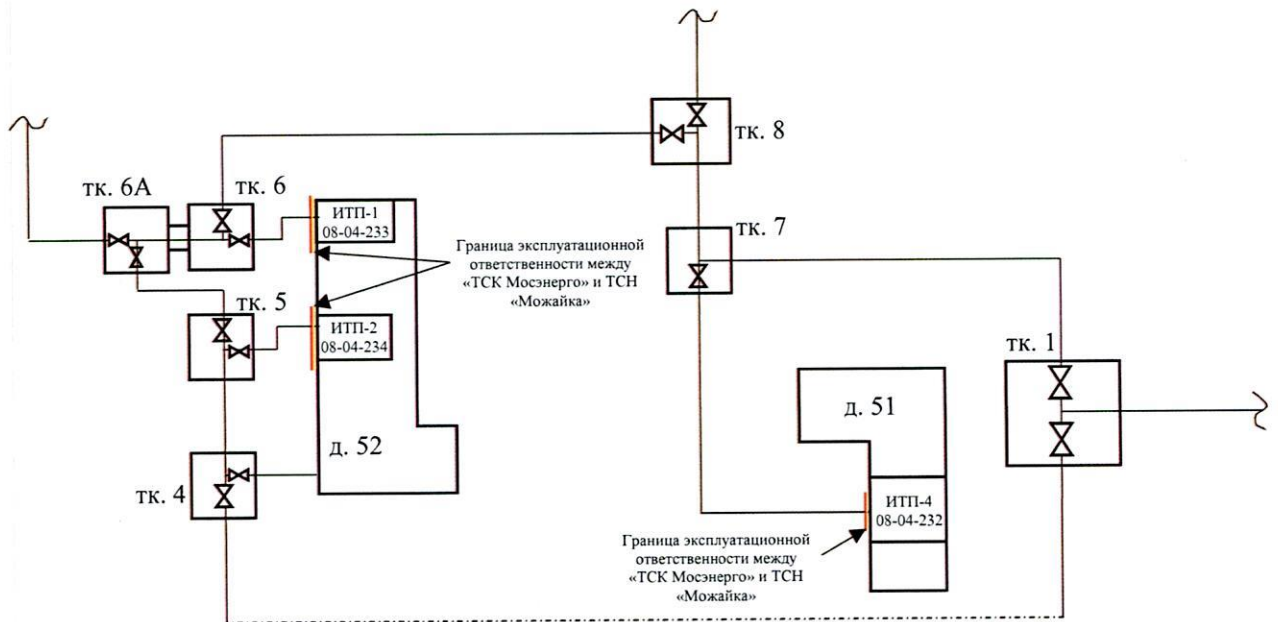 тк. 8
тк. 6А
тк. 6
ИТП-1
08-04-233
тк. 7
Граница эксплуатационной
ответственности между
«ТСК Мосэнерго» и ТСН
«Можайка»
тк. 5
ИТП-2
08-04-234
тк. 1
д. 51
д. 52
тк. 4
ИТП-4
08-04-232
Граница эксплуатационной
ответственности между
«ТСК Мосэнерго» и ТСН
«Можайка»